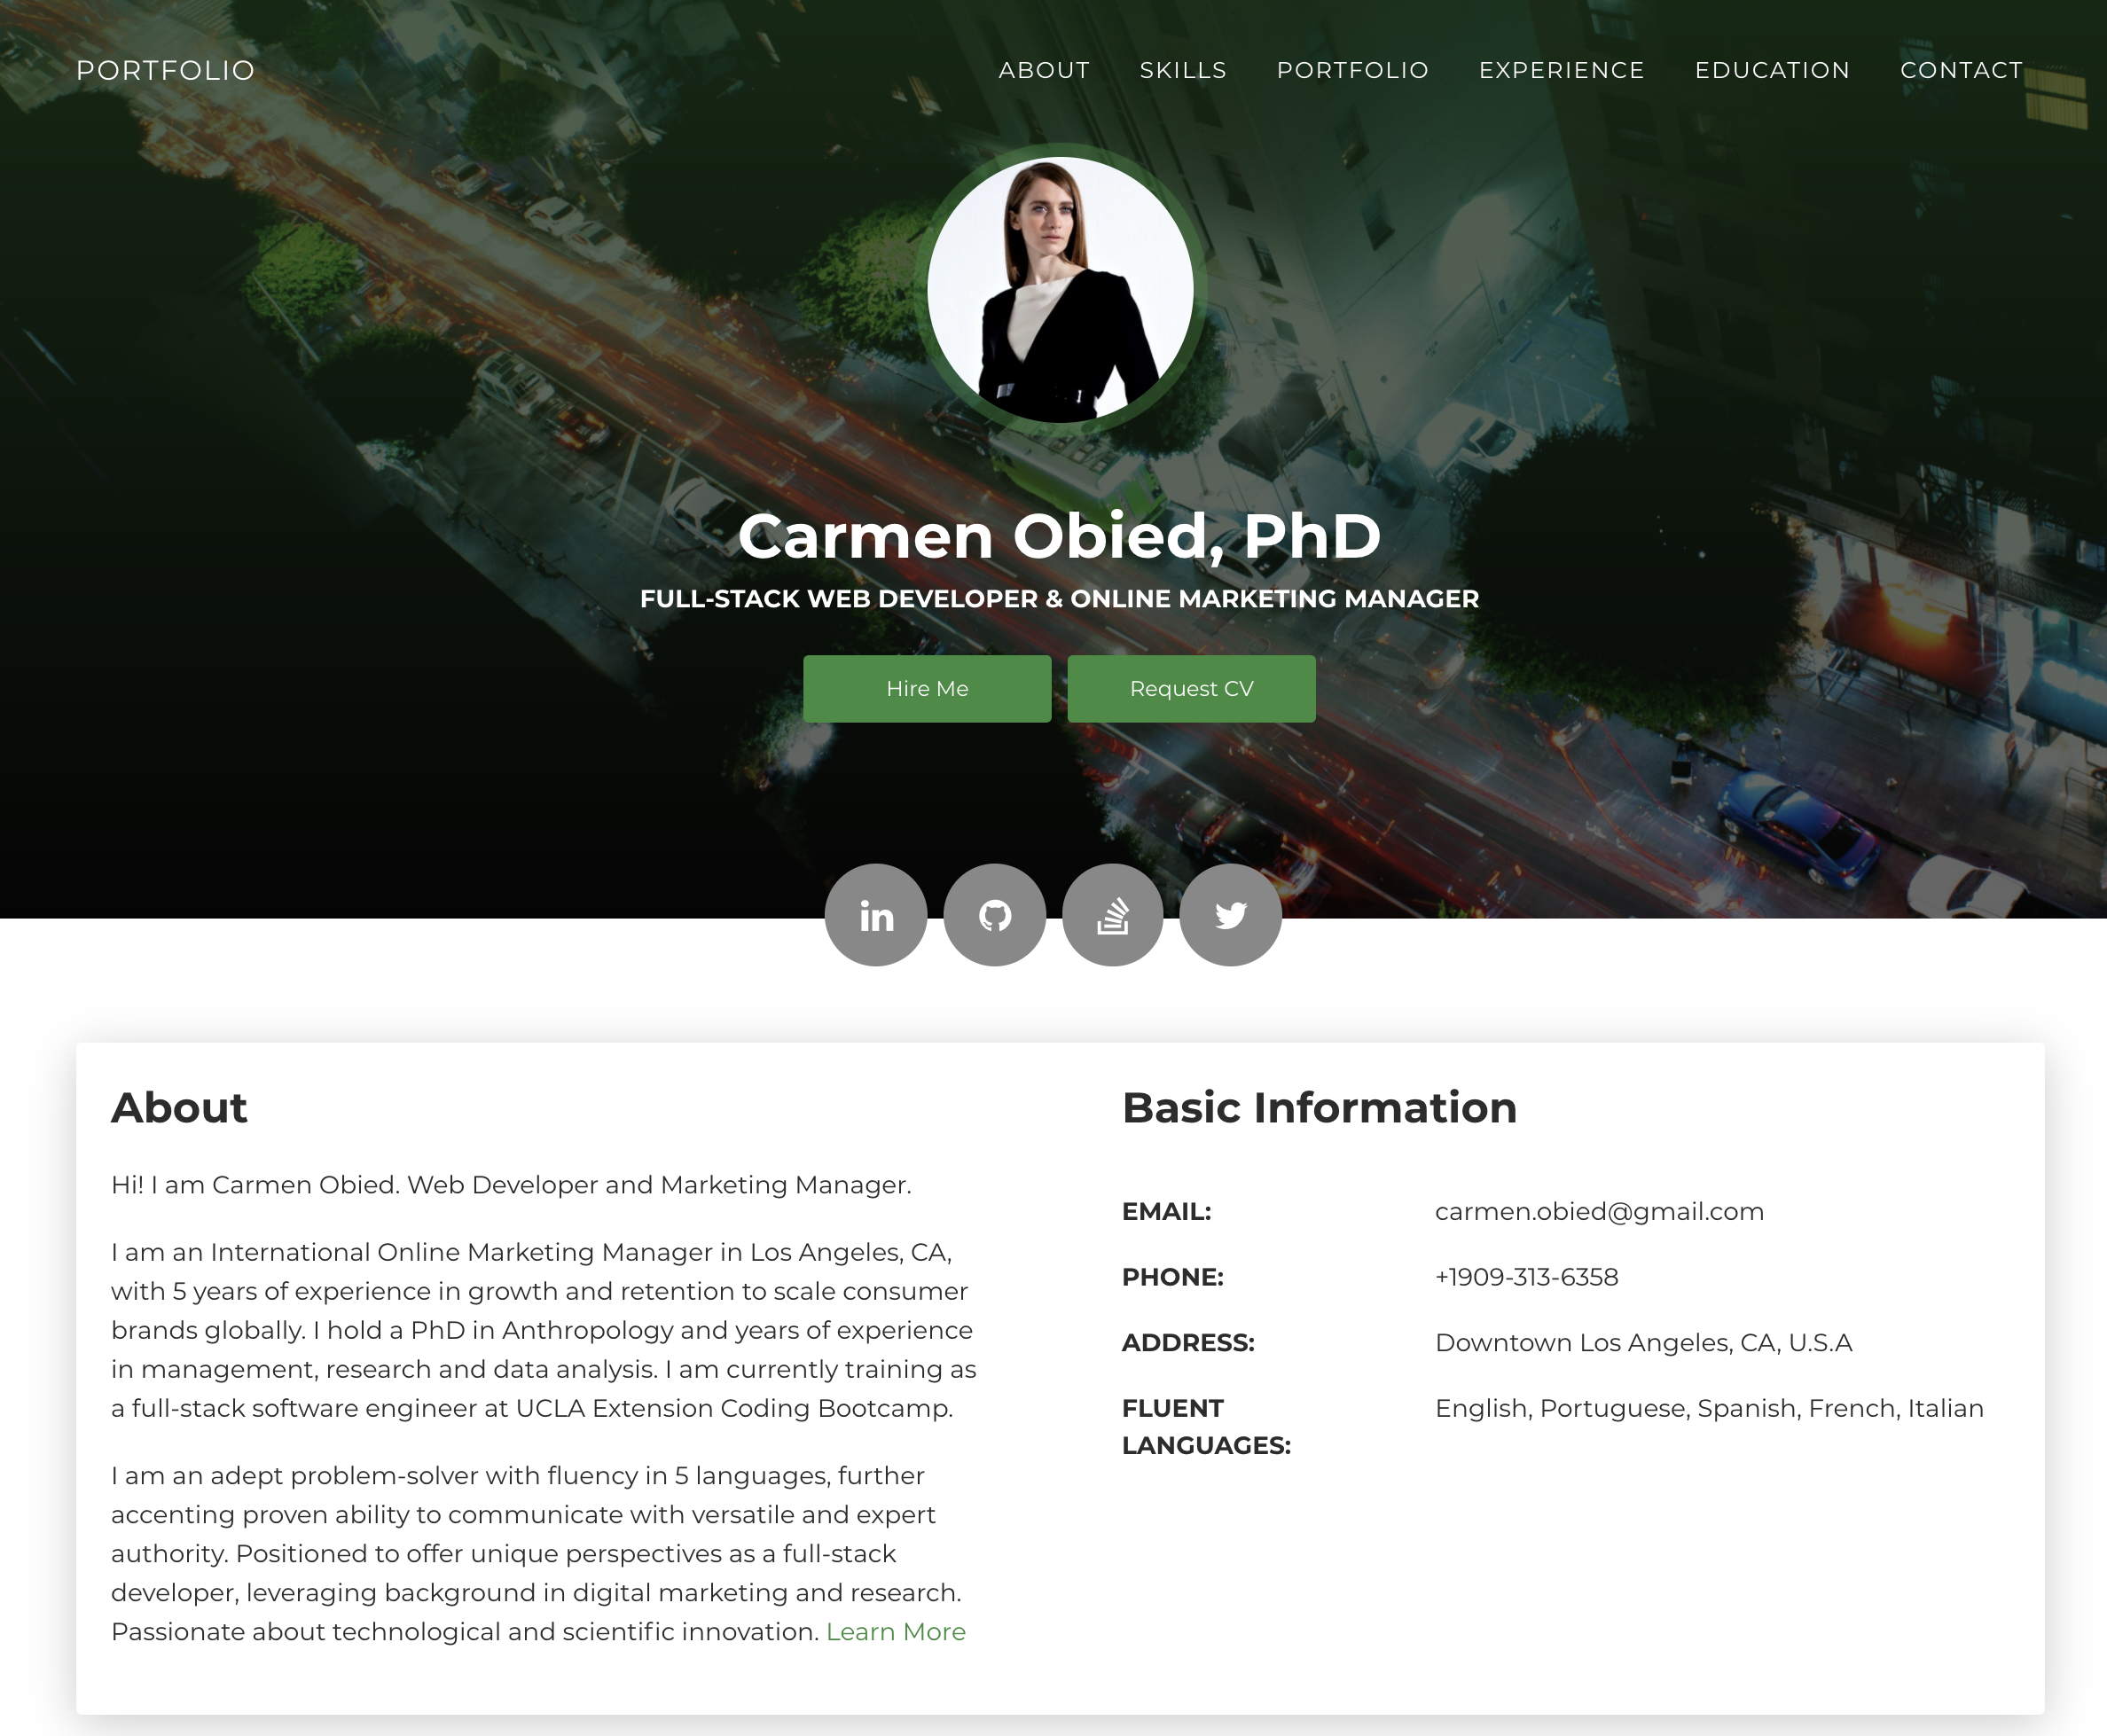 PORTFOLIO
ABOUT SKILLS PORTFOLIO EXPERIENCE EDUCATION CONTACT
Carmen Obied, PhD
FULL-STACK WEB DEVELOPER & ONLINE MARKETING MANAGER
Hire Me
Request CV
in
About
Hi! I am Carmen Obied. Web Developer and Marketing Manager.
I am an International Online Marketing Manager in Los Angeles, CA,
with 5 years of experience in growth and retention to scale consumer
brands globally. I hold a PhD in Anthropology and years of experience
in management, research and data analysis. I am currently training as
a full-stack software engineer at UCLA Extension Coding Bootcamp.
I am an adept problem-solver with fluency in 5 languages, further
accenting proven ability to communicate with versatile and expert
authority. Positioned to offer unique perspectives as a full-stack
developer, leveraging background in digital marketing and research.
Passionate about technological and scientific innovation. Learn More
Basic Information
EMAIL: carmen.obied@gmail.com
PHONE: +1909-313-6358
ADDRESS: Downtown Los Angeles, CA, U.S.A
FLUENT
LANGUAGES: English, Portuguese, Spanish, French, Italian